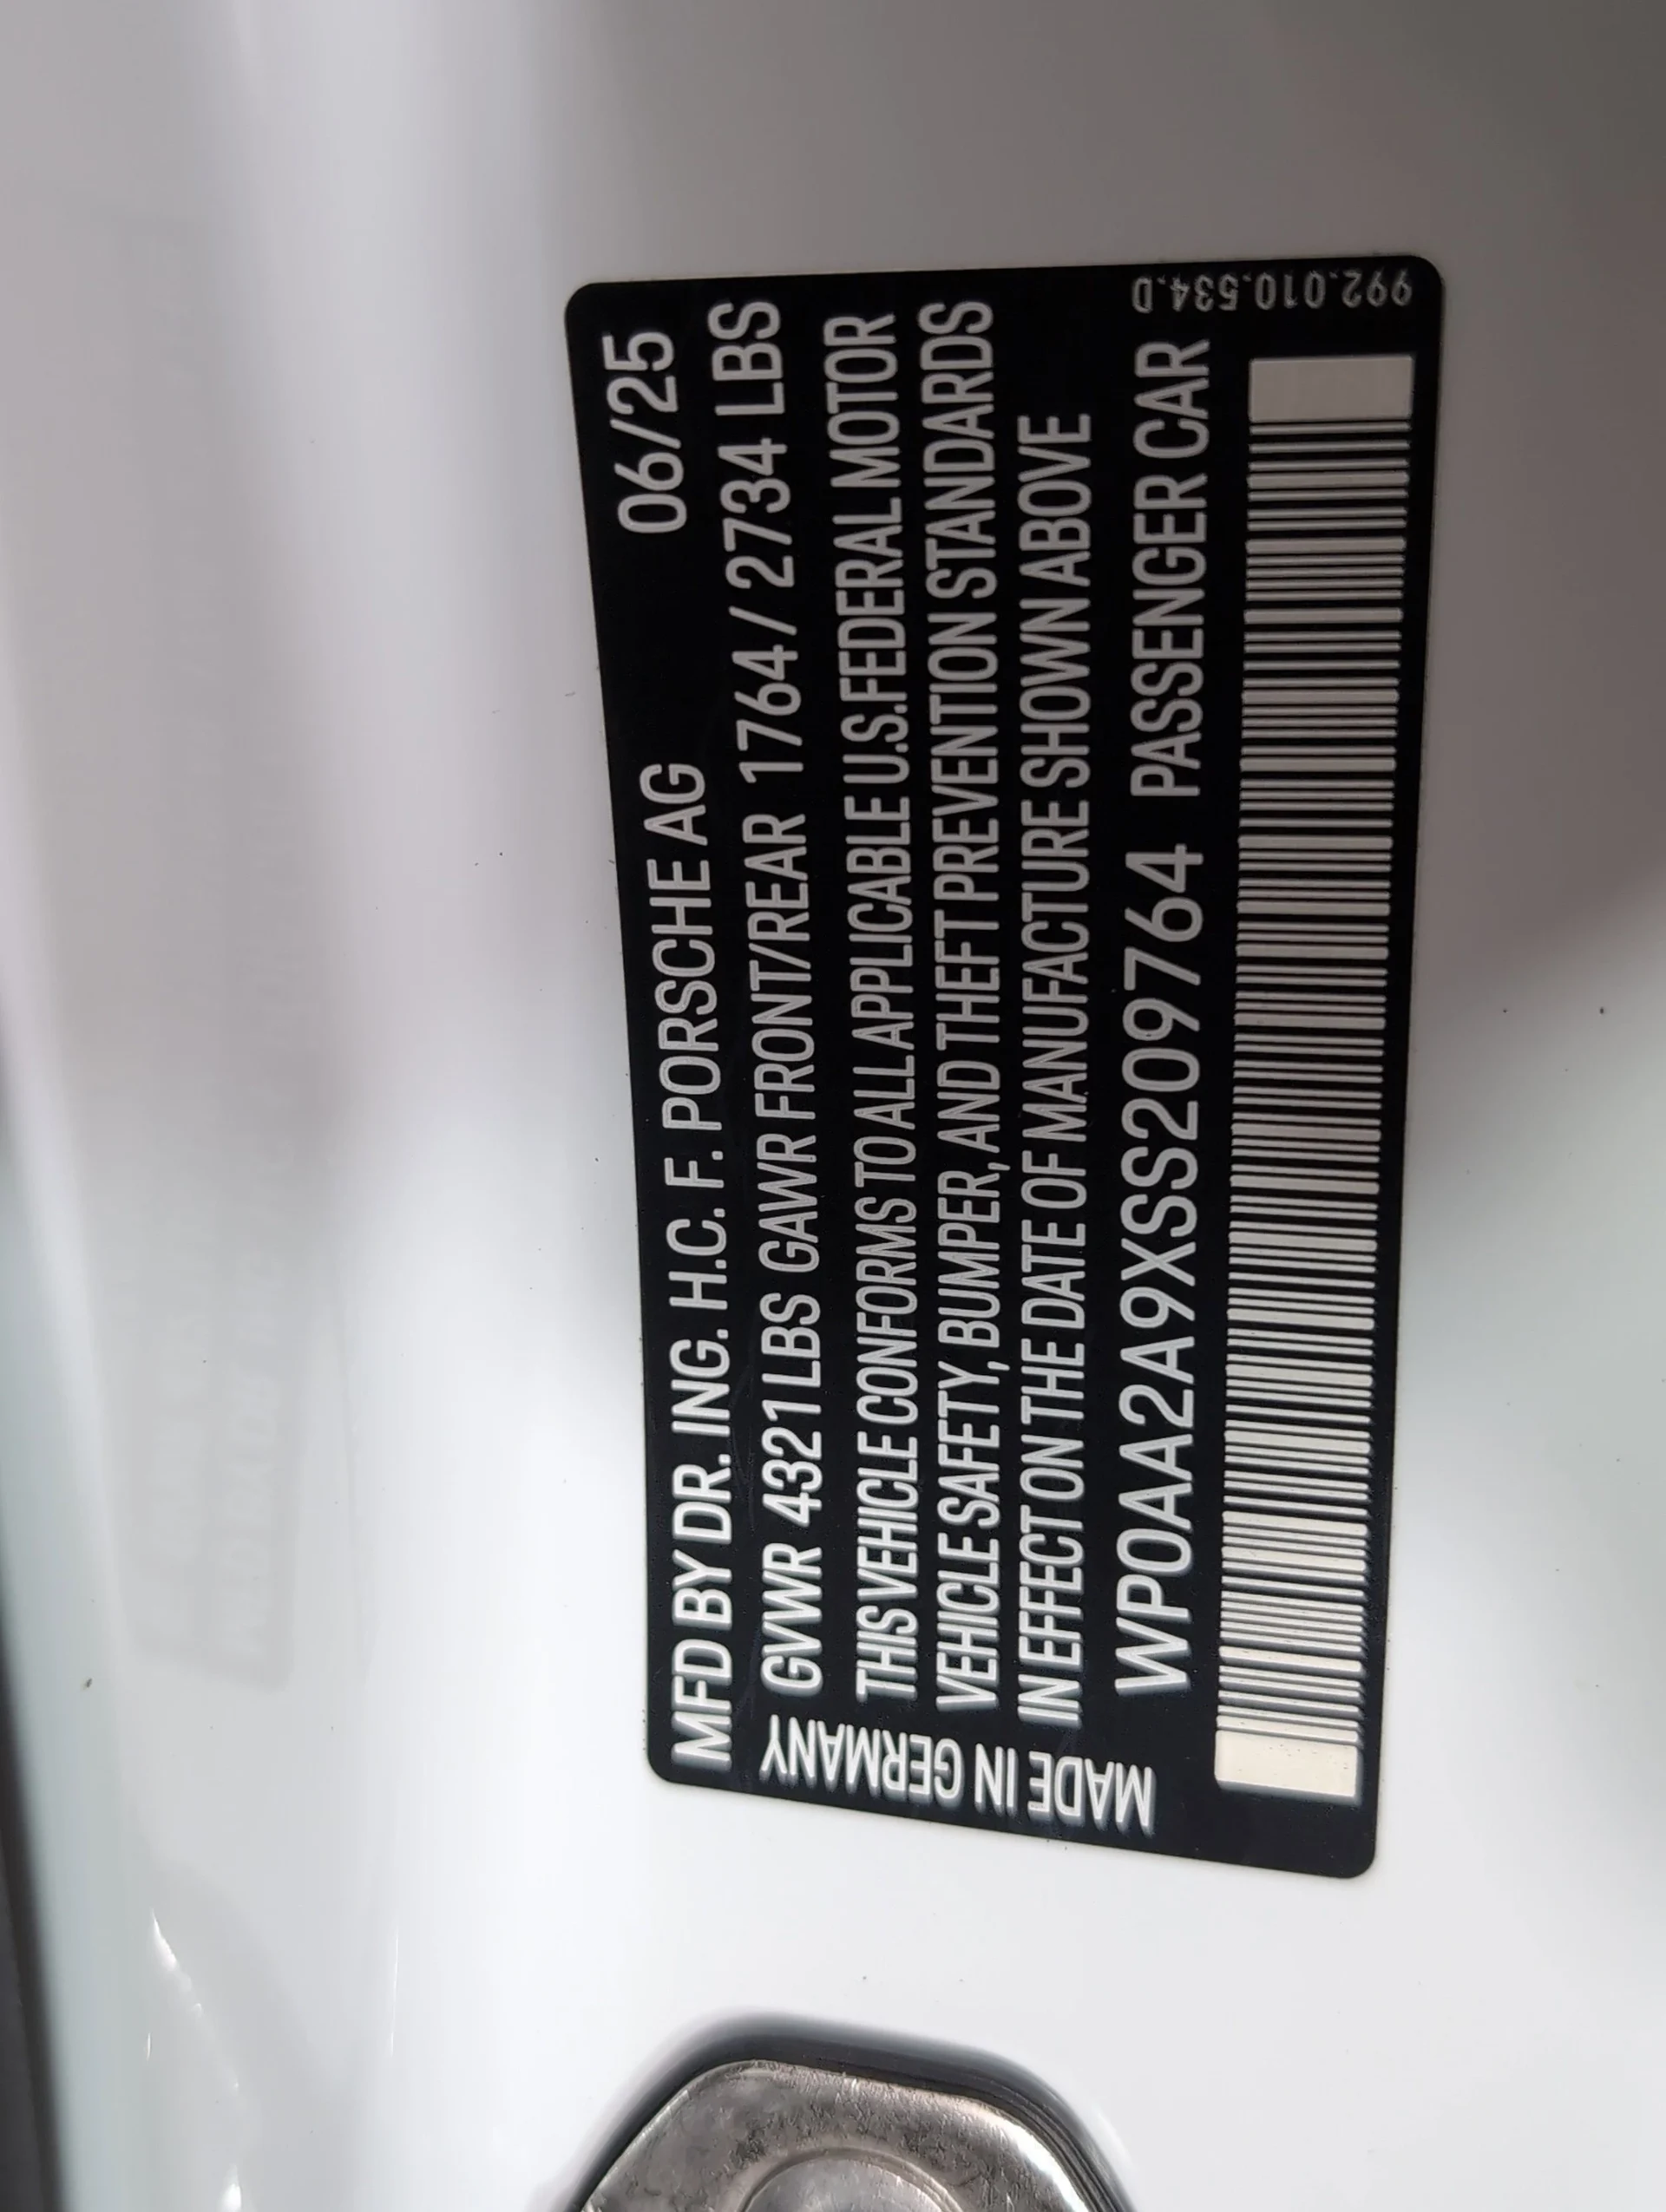 MFD BY DR. ING. H.C. F. PORSCHE AG 06/25
GVWR 4321LBS GAWR FRONT/REAR 1764/2734 LBS
THIS VEHICLE CONFORMS TO ALL APPLICABLE U.S.FEDERAL MOTOR
VEHICLE SAFETY, BUMPER, AND THEFT PREVENTION STANDARDS
IN EFFECT ON THE DATE OF MANUFACTURE SHOWN ABOVE
WP0AA2A9XSS209764 PASSENGER CAR
MADE IN GERMANY
992.010.534.D